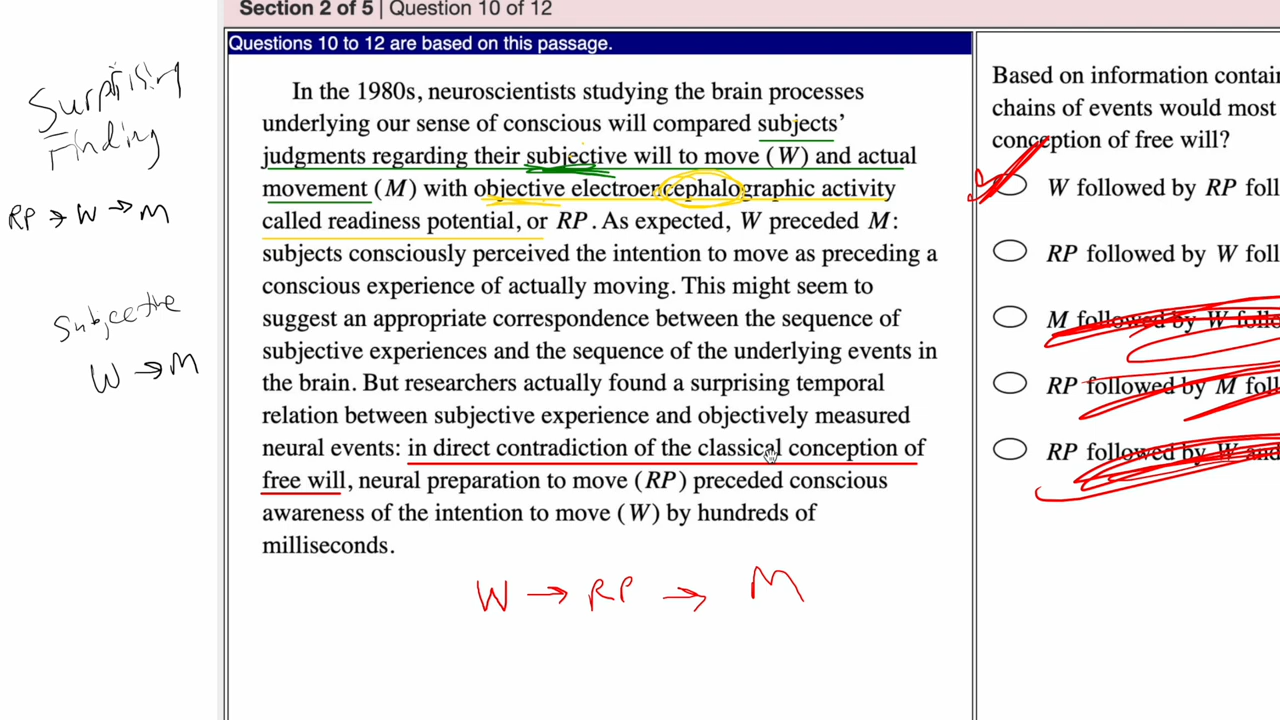 Section 2 of 5 | Question 10 of 12
Questions 10 to 12 are based on this passage.
In the 1980s, neuroscientists studying the brain processes
underlying our sense of conscious will compared subjects’
judgments regarding their subjective will to move (W) and actual
movement (M) with objective electroencephalographic activity
called readiness potential, or RP. As expected, W preceded M:
subjects consciously perceived the intention to move as preceding a
conscious experience of actually moving. This might seem to
suggest an appropriate correspondence between the sequence of
subjective experiences and the sequence of the underlying events in
the brain. But researchers actually found a surprising temporal
relation between subjective experience and objectively measured
neural events: in direct contradiction of the classical conception of
free will, neural preparation to move (RP) preceded conscious
awareness of the intention to move (W) by hundreds of
milliseconds.
W → RP → M
Surprising
Finding
RP → W → M
Subjective
W → M
Based on information contai
chains of events would most
conception of free will?
W followed by RP foll
RP followed by W foll
M followed by W follo
RP followed by M foll
RP followed by W and